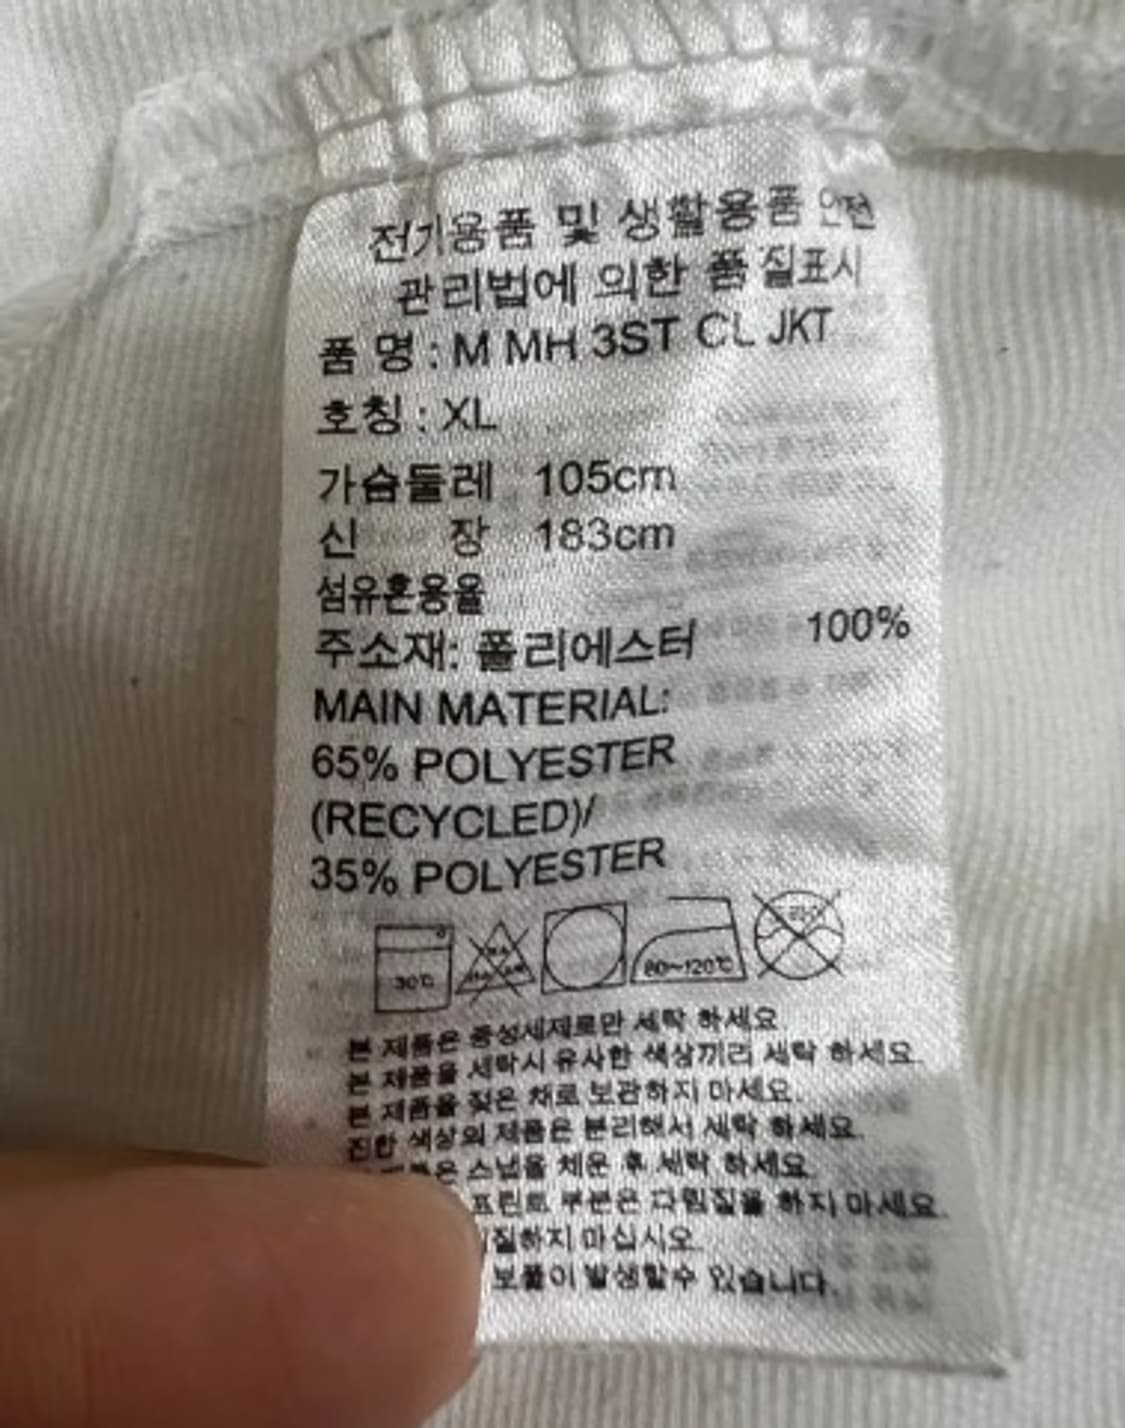 전기용품 및 생활용품 안전
관리법에 의한 품질표시
품 명 : M MH 3ST CL JKT
호칭 : XL
가슴둘레 105cm
신 장 183cm
섬유혼용율
주소재: 폴리에스터 100%
MAIN MATERIAL:
65% POLYESTER
(RECYCLED)/
35% POLYESTER
30℃
80~120℃
본 제품은 중성세제로만 세탁 하세요.
본 제품을 세탁시 유사한 색상끼리 세탁 하세요.
본 제품을 젖은 채로 보관하지 마세요.
진한 색상의 제품은 분리해서 세탁 하세요.
스냅을 채운 후 세탁 하세요.
프린트 부분은 다림질을 하지 마세요.
질하지 마십시오.
보풀이 발생할수 있습니다.